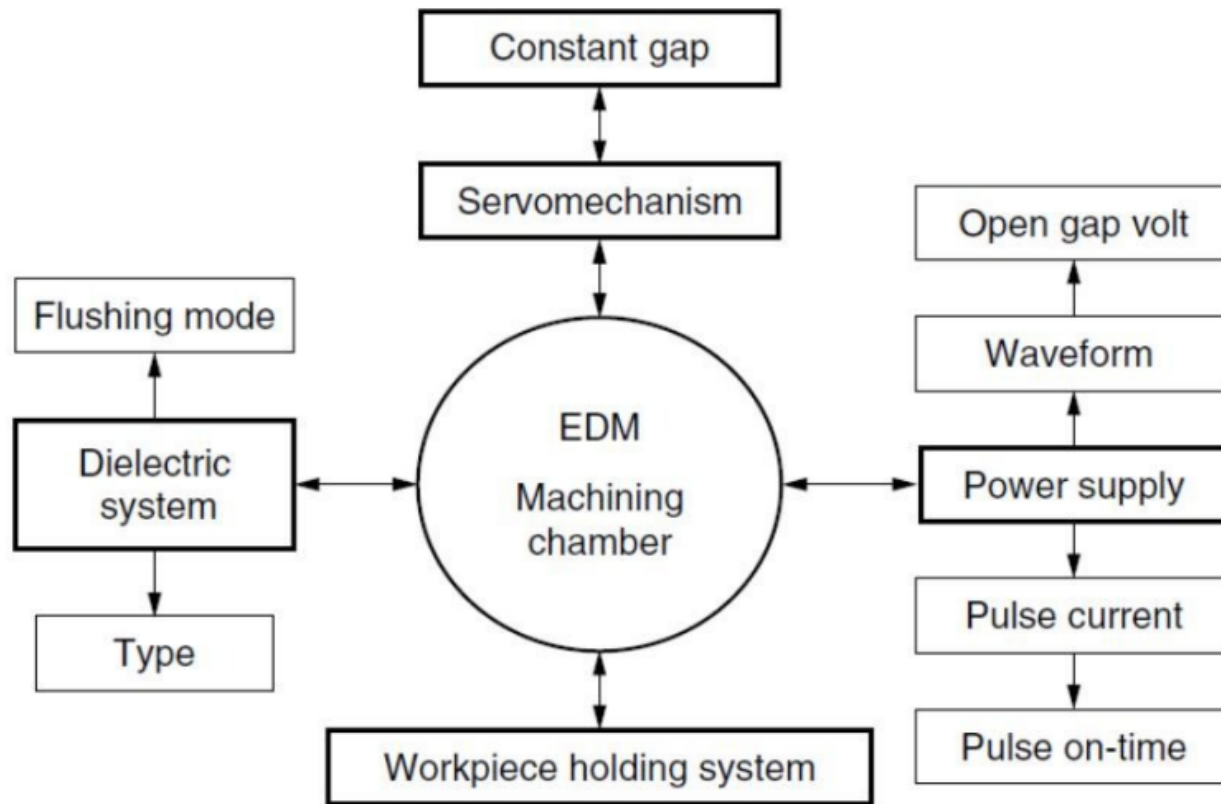 Constant gap
Servomechanism
Open gap volt
Flushing mode
Waveform
EDM
Dielectric
system
Power supply
Machining
chamber
Pulse current
Type
Pulse on-time
Workpiece holding system